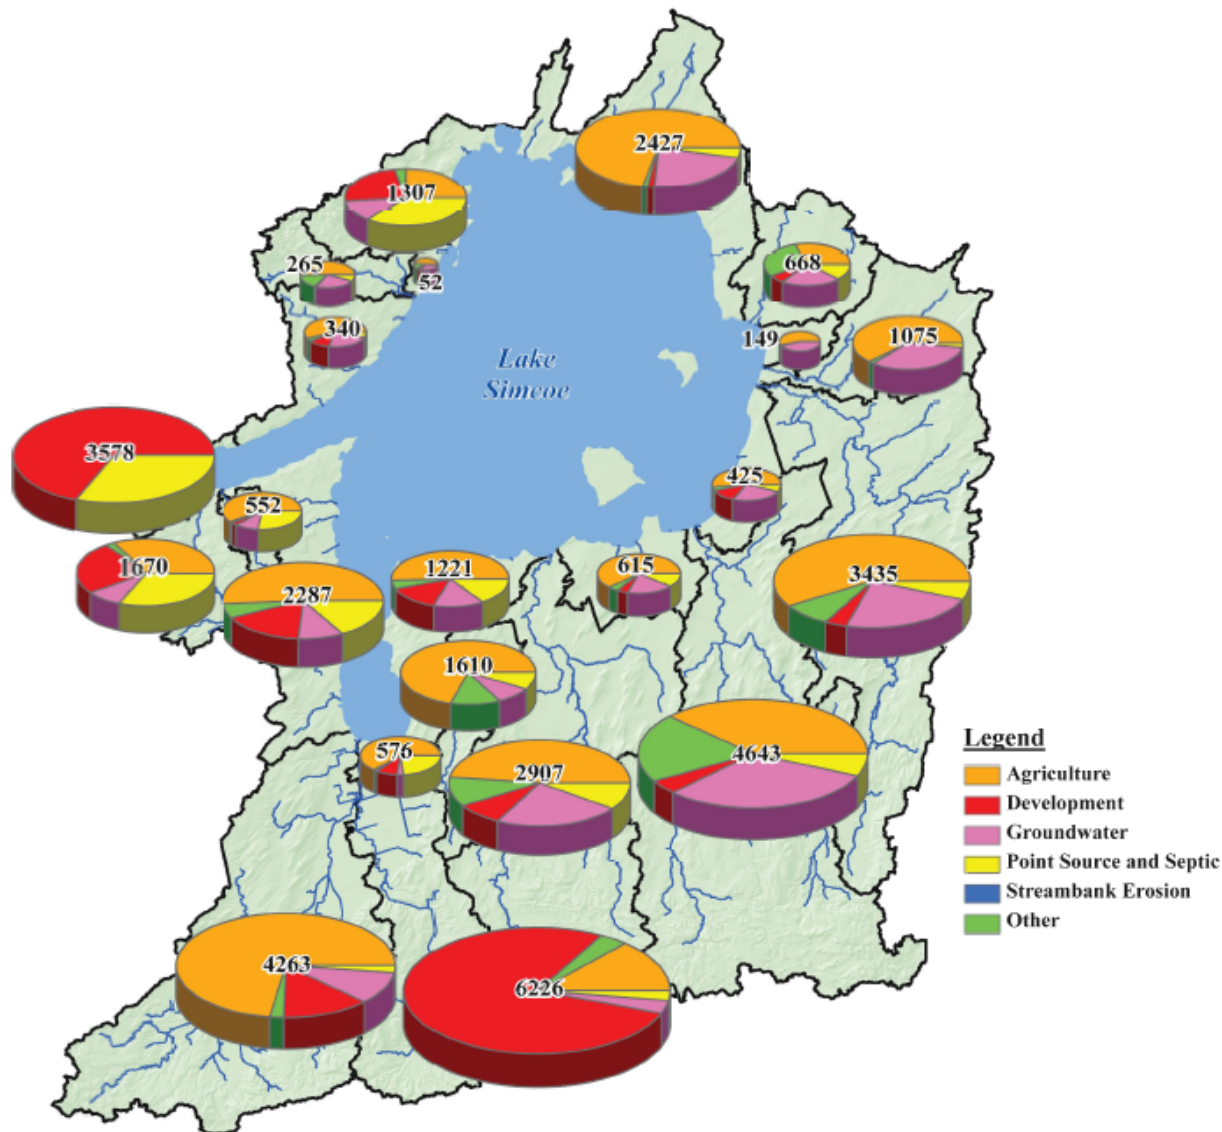 2427
1307
265
52
668
340
149
1075
Lake
Simcoe
3578
425
552
1670
1221
615
3435
2287
1610
576
2907
4643
4263
6226
Legend
Agriculture
Development
Groundwater
Point Source and Septic
Streambank Erosion
Other